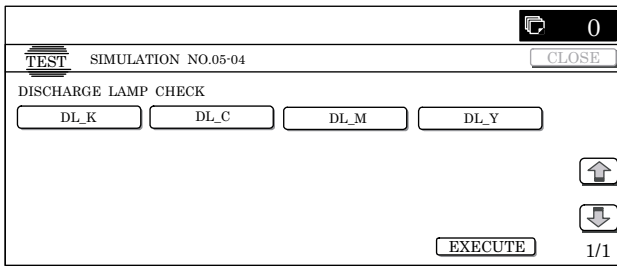 0
TEST SIMULATION NO.05-04 CLOSE
DISCHARGE LAMP CHECK
DL_K DL_C DL_M DL_Y
EXECUTE 1/1